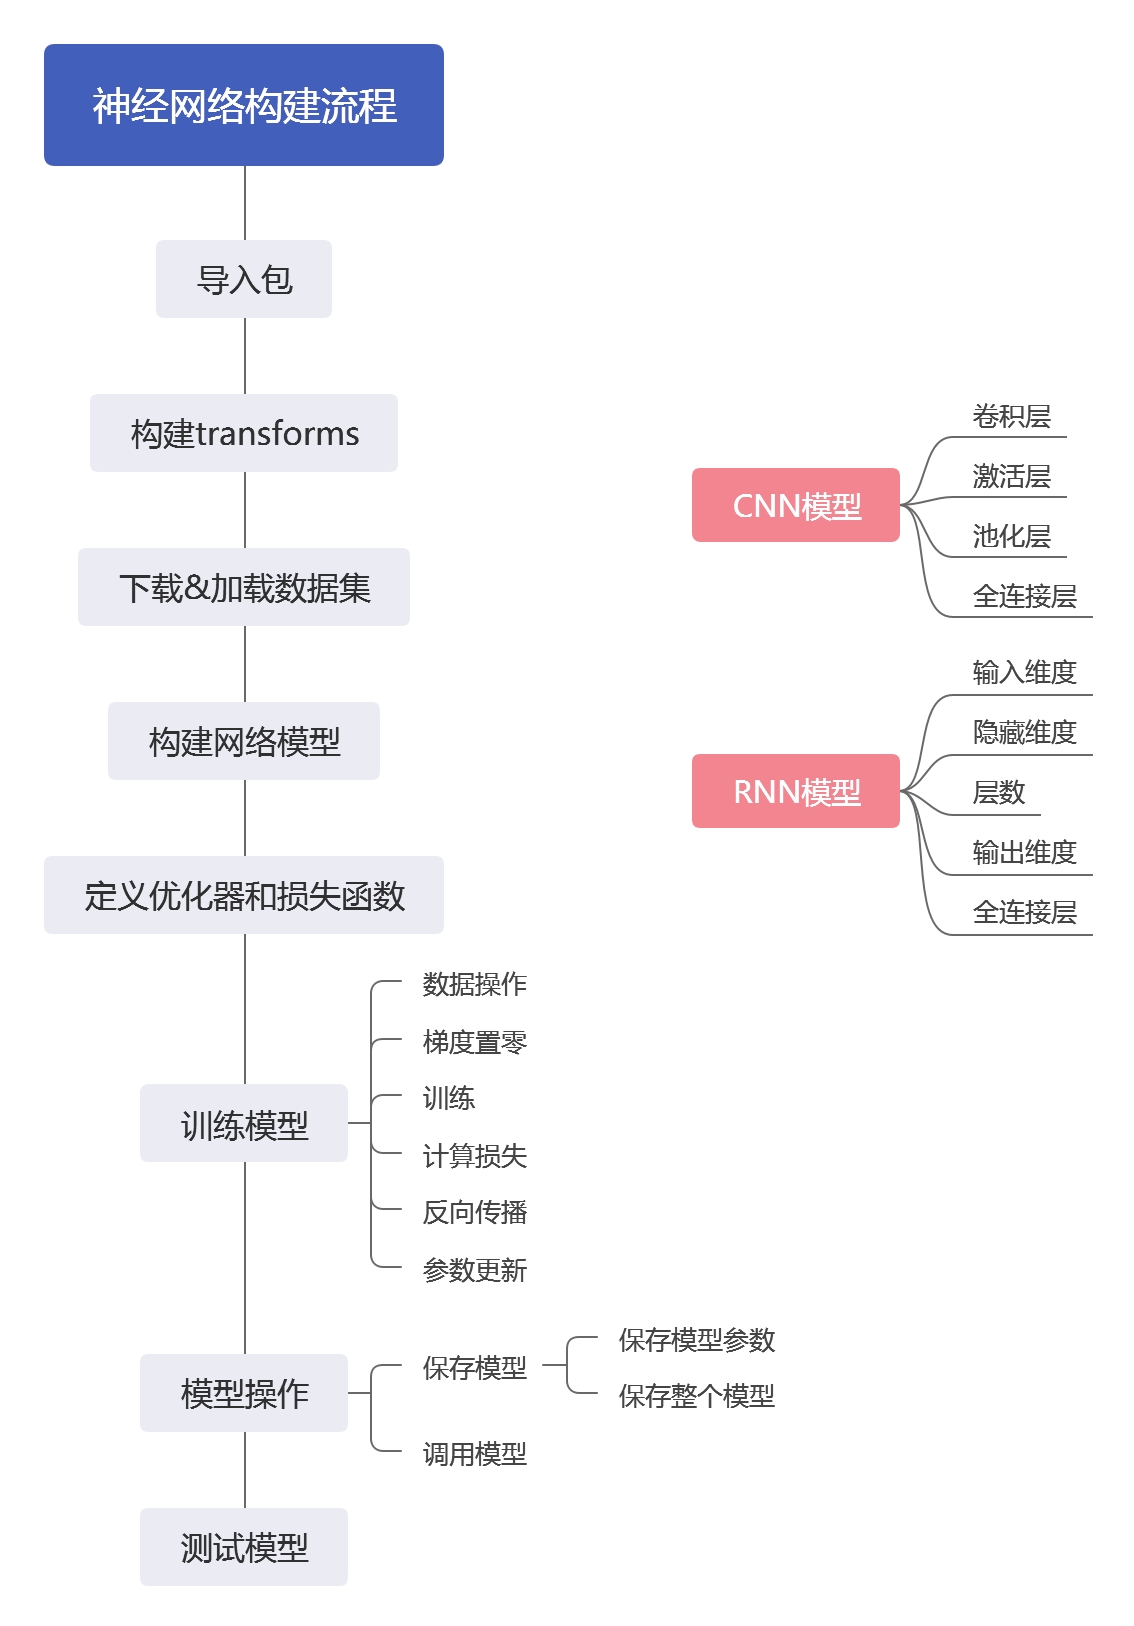 神经网络构建流程
导入包
构建transforms
下载&加载数据集
构建网络模型
定义优化器和损失函数
训练模型
数据操作
梯度置零
训练
计算损失
反向传播
参数更新
模型操作
保存模型
保存模型参数
保存整个模型
调用模型
测试模型
CNN模型
卷积层
激活层
池化层
全连接层
RNN模型
输入维度
隐藏维度
层数
输出维度
全连接层